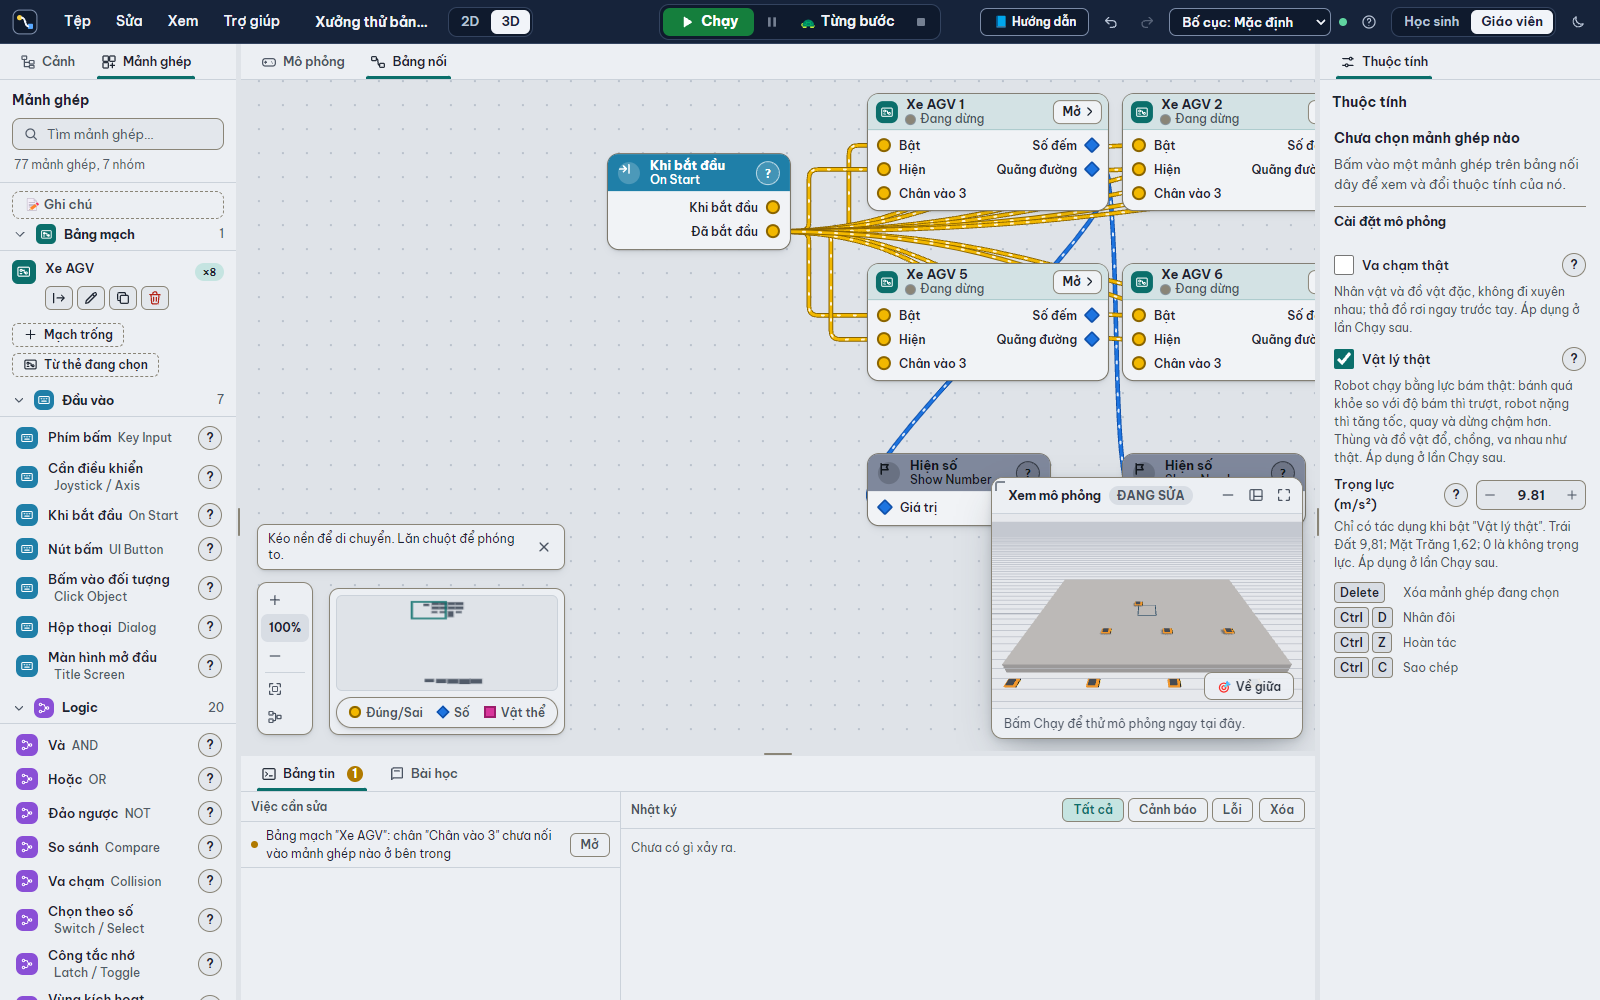 Tệp Sửa Xem Trợ giúp Xưởng thử bản... 2D 3D Chạy Từng bước Hướng dẫn Bố cục: Mặc định Học sinh Giáo viên
Cảnh Mảnh ghép
Mảnh ghép
Tìm mảnh ghép...
77 mảnh ghép, 7 nhóm
Ghi chú
Bảng mạch 1
Xe AGV ×8
Mạch trống
Từ thẻ đang chọn
Đầu vào 7
Phím bấm Key Input ?
Cần điều khiển
Joystick / Axis ?
Khi bắt đầu On Start ?
Nút bấm UI Button ?
Bấm vào đối tượng
Click Object ?
Hộp thoại Dialog ?
Màn hình mở đầu
Title Screen ?
Logic 20
Và AND ?
Hoặc OR ?
Đảo ngược NOT ?
So sánh Compare ?
Va chạm Collision ?
Chọn theo số
Switch / Select ?
Công tắc nhớ
Latch / Toggle ?
Vùng kích hoạt
Mô phỏng Bảng nối
Khi bắt đầu
On Start ?
Khi bắt đầu
Đã bắt đầu
Xe AGV 1
Đang dừng
Mở
Bật Số đếm
Hiện Quãng đường
Chân vào 3
Xe AGV 2
Đang dừng
Bật Số đ
Hiện Quãng đườ
Chân vào 3
Xe AGV 5
Đang dừng
Mở
Bật Số đếm
Hiện Quãng đường
Chân vào 3
Xe AGV 6
Đang dừng
Bật Số đ
Hiện Quãng đườ
Chân vào 3
Hiện số
Show Number ?
Giá trị
Hiện số
Show Number ?
Xem mô phỏng ĐANG SỬA
Về giữa
Bấm Chạy để thử mô phỏng ngay tại đây.
Kéo nền để di chuyển. Lăn chuột để phóng
to.
100%
Đúng/Sai Số Vật thể
Bảng tin 1 Bài học
Việc cần sửa
Bảng mạch "Xe AGV": chân "Chân vào 3" chưa nối
vào mảnh ghép nào ở bên trong
Mở
Nhật ký Tất cả Cảnh báo Lỗi Xóa
Chưa có gì xảy ra.
Thuộc tính
Thuộc tính
Chưa chọn mảnh ghép nào
Bấm vào một mảnh ghép trên bảng nối
dây để xem và đổi thuộc tính của nó.
Cài đặt mô phỏng
Va chạm thật ?
Nhân vật và đồ vật đặc, không đi xuyên
nhau; thả đồ rơi ngay trước tay. Áp dụng ở
lần Chạy sau.
Vật lý thật ?
Robot chạy bằng lực bám thật: bánh quá
khỏe so với độ bám thì trượt, robot nặng
thì tăng tốc, quay và dừng chậm hơn.
Thùng và đồ vật đổ, chồng, va nhau như
thật. Áp dụng ở lần Chạy sau.
Trọng lực
(m/s²) ? 9.81
Chỉ có tác dụng khi bật "Vật lý thật". Trái
Đất 9,81; Mặt Trăng 1,62; 0 là không trọng
lực. Áp dụng ở lần Chạy sau.
Delete Xóa mảnh ghép đang chọn
Ctrl D Nhân đôi
Ctrl Z Hoàn tác
Ctrl C Sao chép